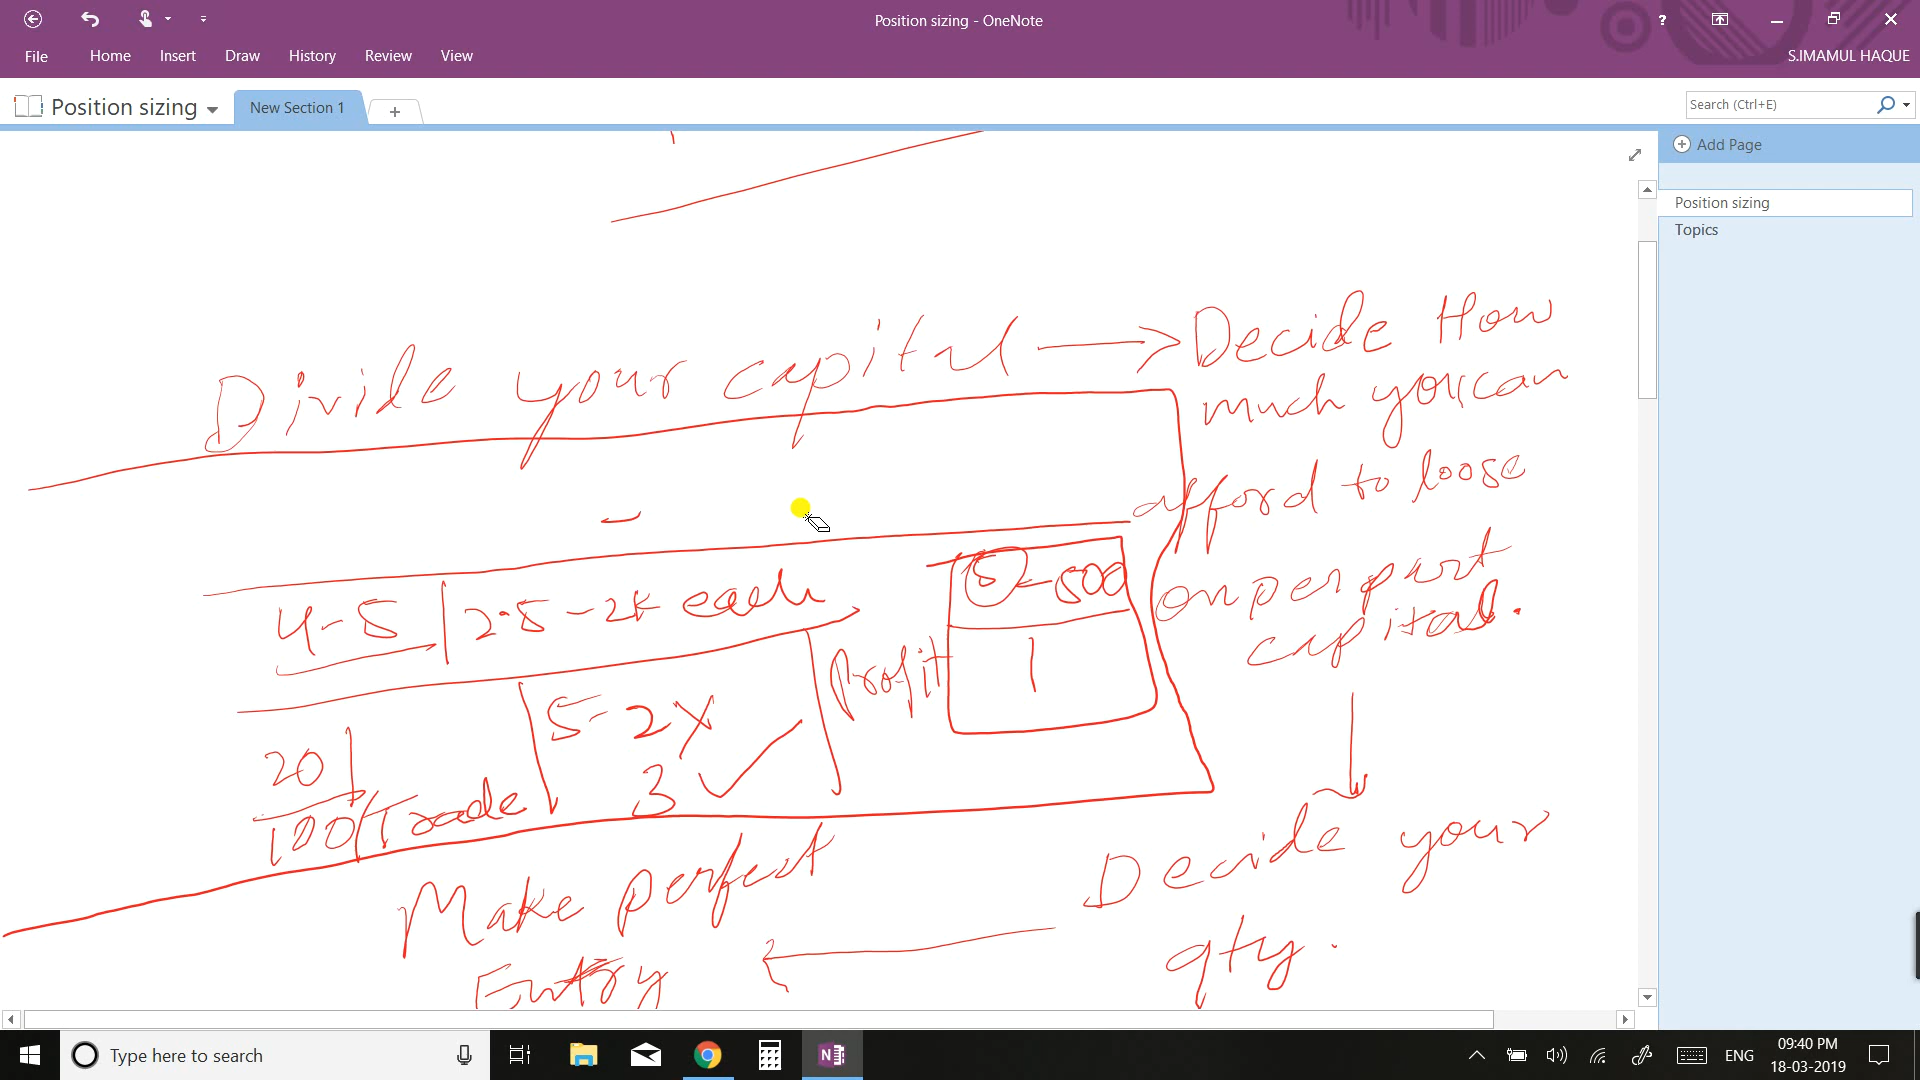 Position sizing - OneNote
?
File Home Insert Draw History Review View
S.IMAMUL HAQUE
Position sizing
New Section 1
+
Search (Ctrl+E)
Add Page
Position sizing
Topics
Divide your capital → Decide How
much you can
afford to loose
on per part
capital.
4-5 | 2.5 - 2k each
5 - 500
Profit
1
20
100/Trade
5 - 2 X
3 ✓
Decide your
qty.
Make perfect
Entry
Type here to search
ENG
09:40 PM
18-03-2019